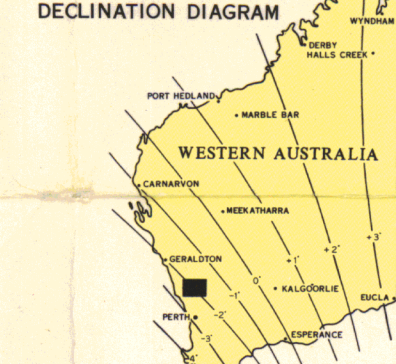 DECLINATION DIAGRAM
WYNDHAM
DERBY
HALLS CREEK
PORT HEDLAND
MARBLE BAR
WESTERN AUSTRALIA
CARNARVON
MEEKATHARRA
+3°
+2°
GERALDTON
+1°
0°
KALGOORLIE
-1°
EUCLA
PERTH
-2°
ESPERANCE
-3°
4°